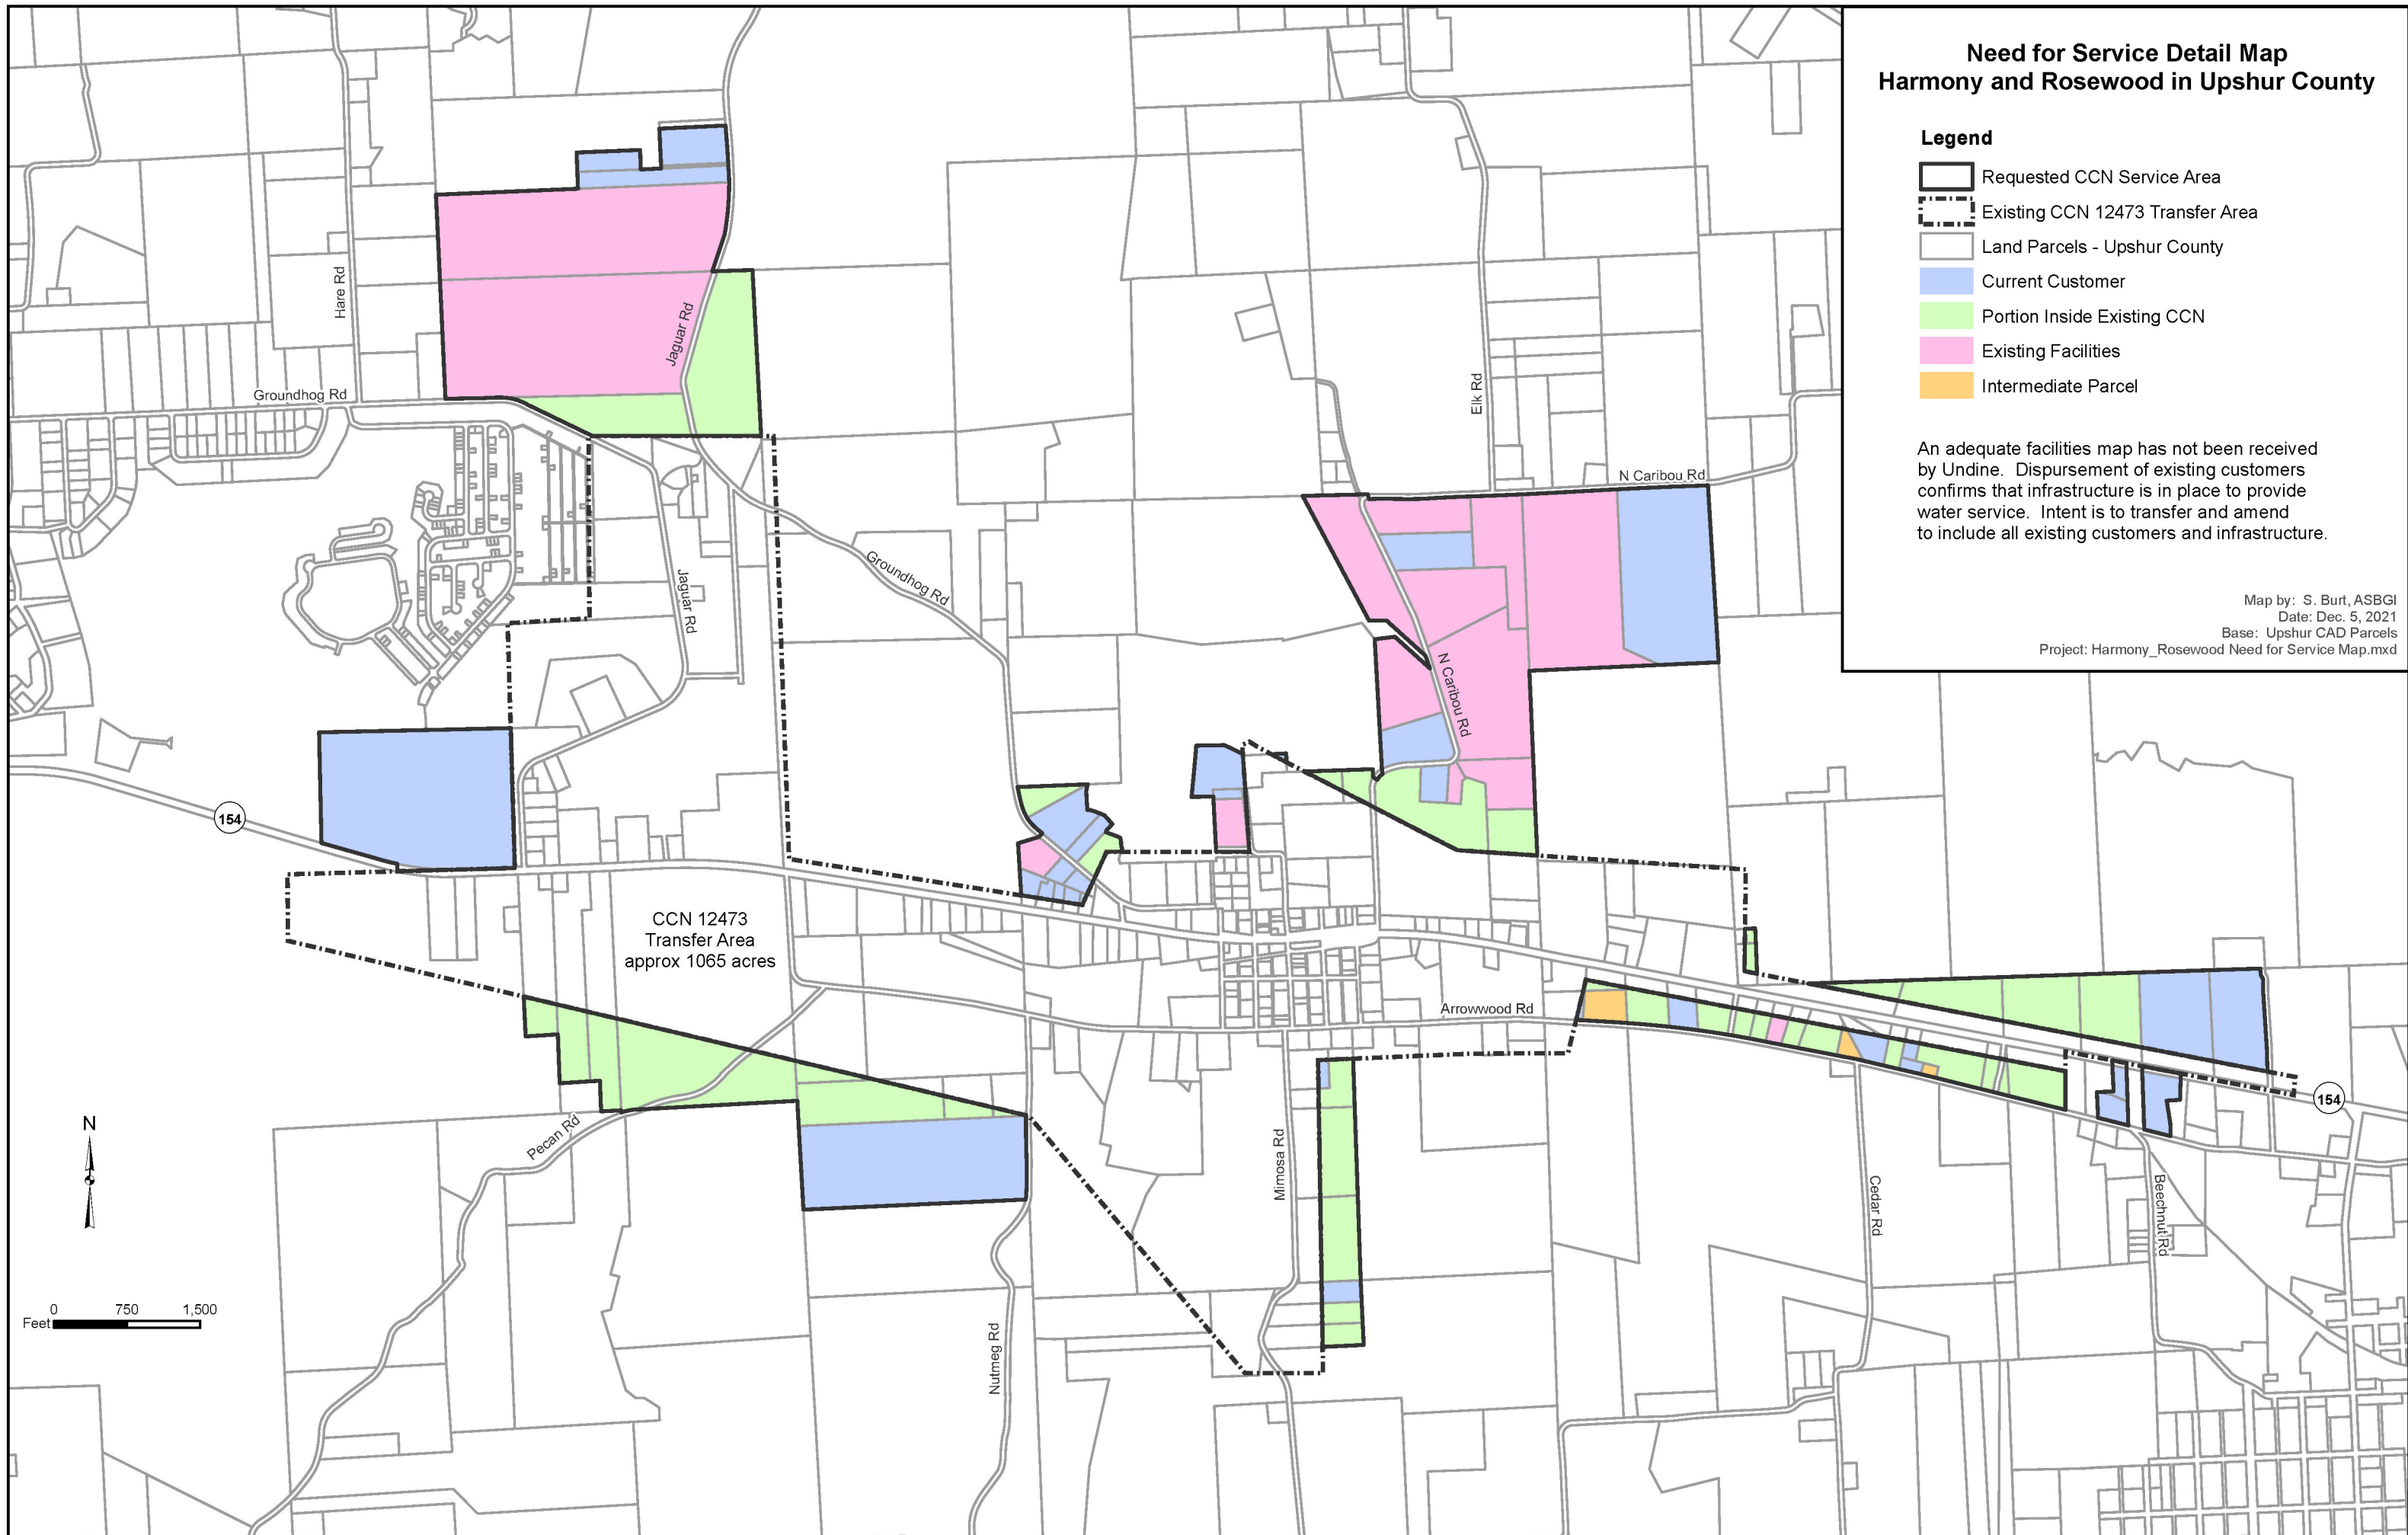 Need for Service Detail Map
Harmony and Rosewood in Upshur County
Legend
Requested CCN Service Area
Existing CCN 12473 Transfer Area
Land Parcels - Upshur County
Current Customer
Portion Inside Existing CCN
Existing Facilities
Intermediate Parcel
An adequate facilities map has not been received
by Undine.  Dispursement of existing customers
confirms that infrastructure is in place to provide
water service.  Intent is to transfer and amend
to include all existing customers and infrastructure.
Map by:  S. Burt, ASBGI
Date: Dec. 5, 2021
Base:  Upshur CAD Parcels
Project: Harmony_Rosewood Need for Service Map.mxd
Hare Rd
Jaguar Rd
Groundhog Rd
Elk Rd
N Caribou Rd
Groundhog Rd
Jaguar Rd
N Caribou Rd
154
CCN 12473
Transfer Area
approx 1065 acres
Arrowwood Rd
154
Pecan Rd
N
Mimosa Rd
Cedar Rd
Beechnut Rd
Nutmeg Rd
0 750 1,500
Feet